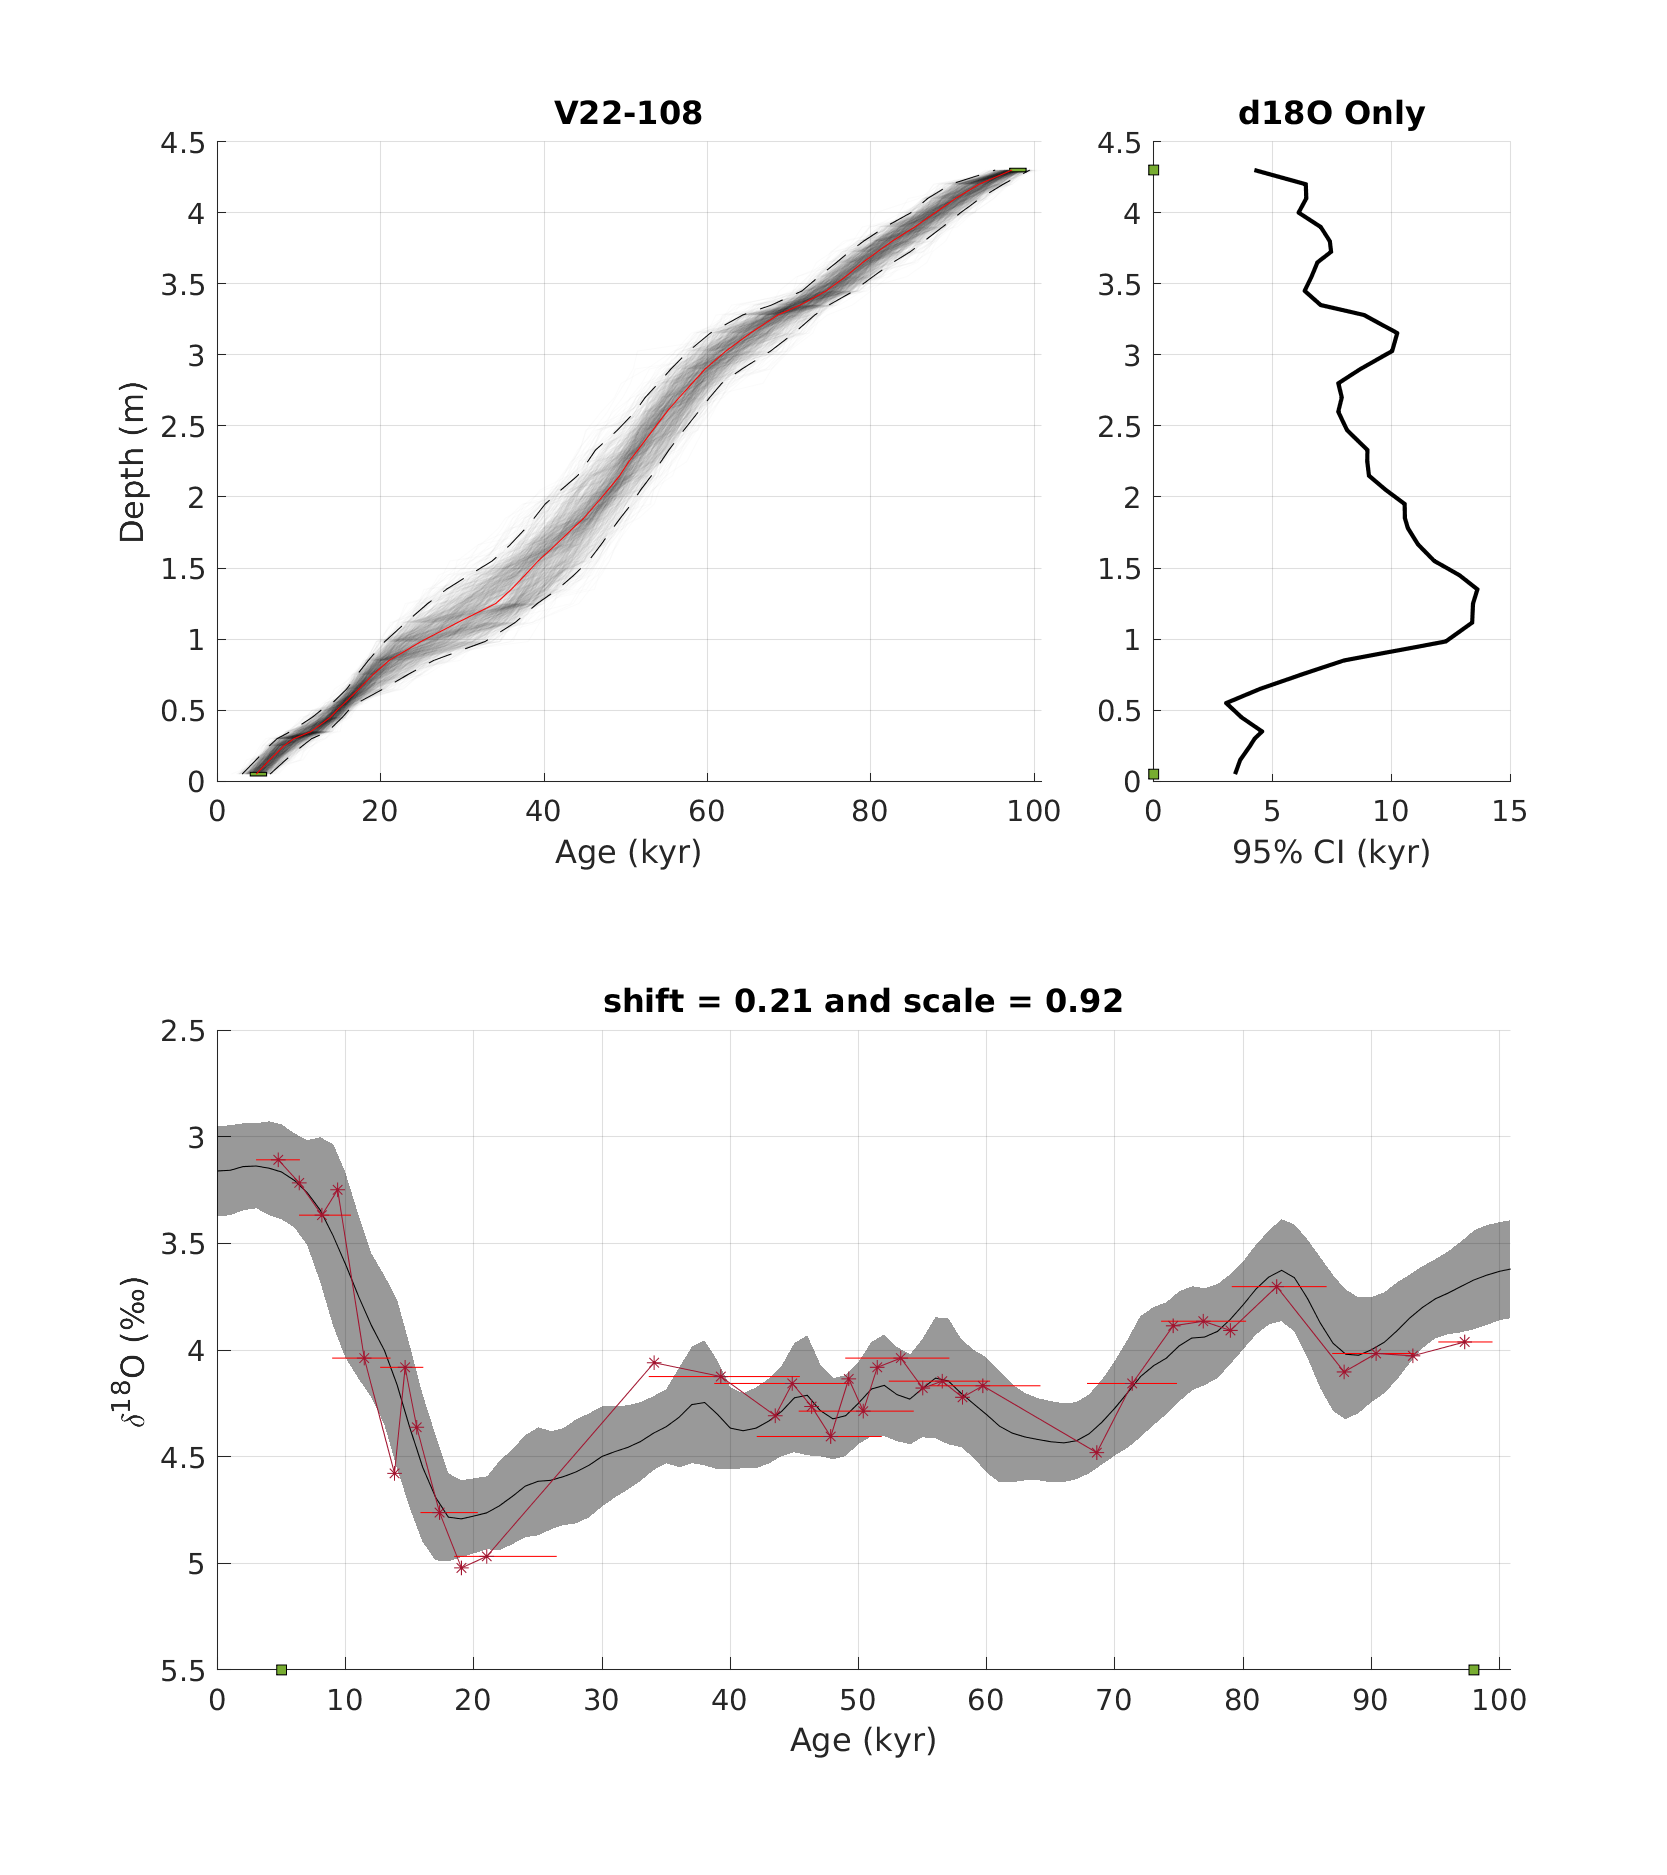 V22-108
d18O Only
4.5
4
3.5
3
2.5
2
1.5
1
0.5
0
Depth (m)
0 20 40 60 80 100
Age (kyr)
4.5
4
3.5
3
2.5
2
1.5
1
0.5
0
0 5 10 15
95% CI (kyr)
shift = 0.21 and scale = 0.92
2.5
3
3.5
4
4.5
5
5.5
δ18O (‰)
0 10 20 30 40 50 60 70 80 90 100
Age (kyr)